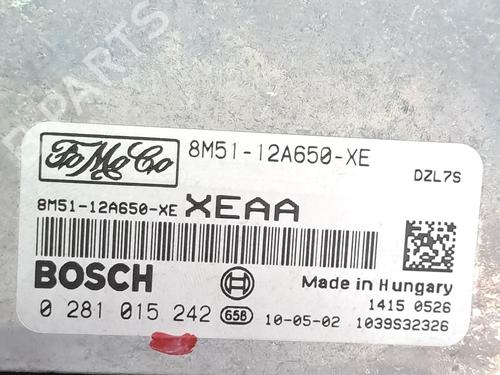 FoMoCo
8M51-12A650-XE
DZL7S
8M51-12A650-XE XEAA
BOSCH
Made in Hungary
1415 0526
0 281 015 242 658 10-05-02 1039S32326